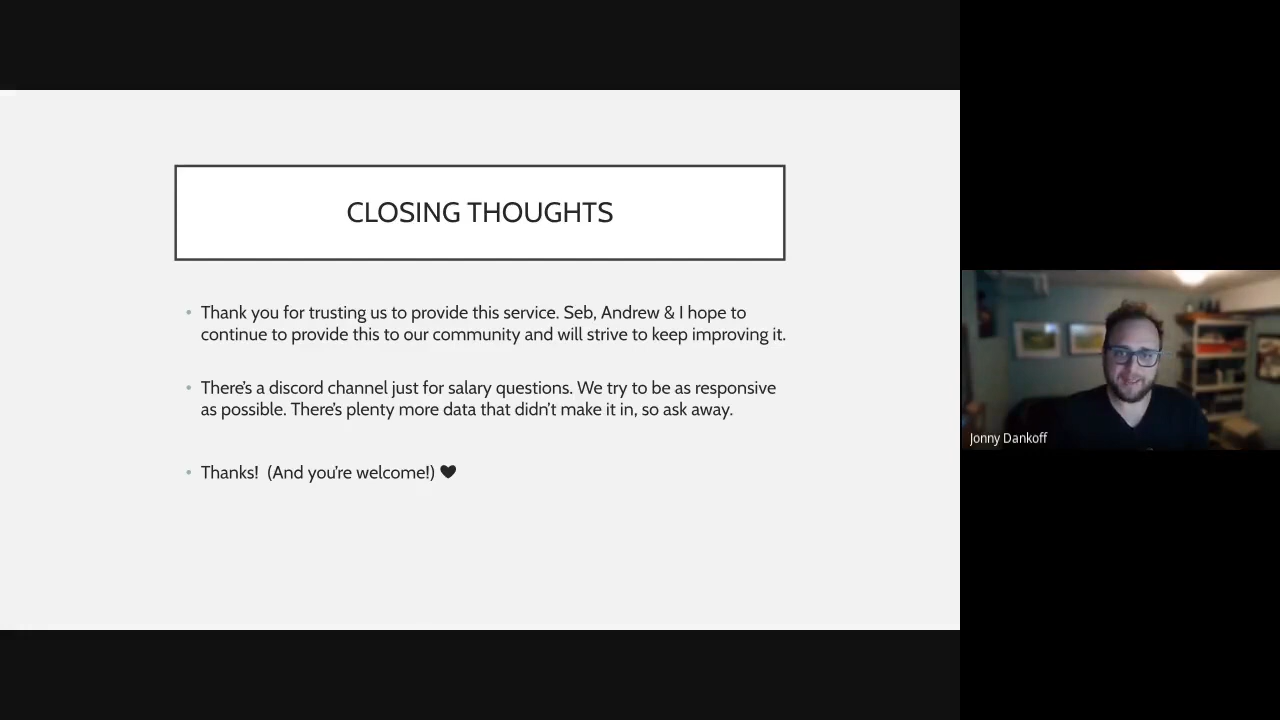 CLOSING THOUGHTS
• Thank you for trusting us to provide this service. Seb, Andrew & I hope to
continue to provide this to our community and will strive to keep improving it.
• There's a discord channel just for salary questions. We try to be as responsive
as possible. There's plenty more data that didn't make it in, so ask away.
• Thanks!  (And you're welcome!) ♥
Jonny Dankoff